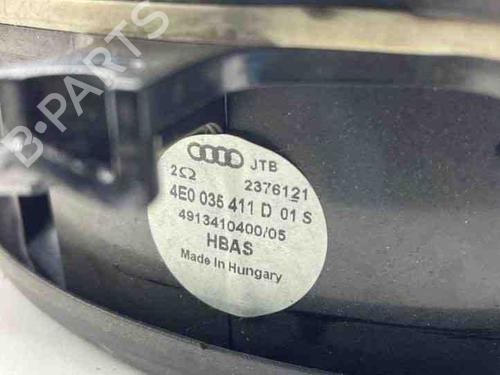 B-PARTS
JTB
2Ω 2376121
4E0 035 411 D 01 S
4913410400/05
HBAS
Made in Hungary